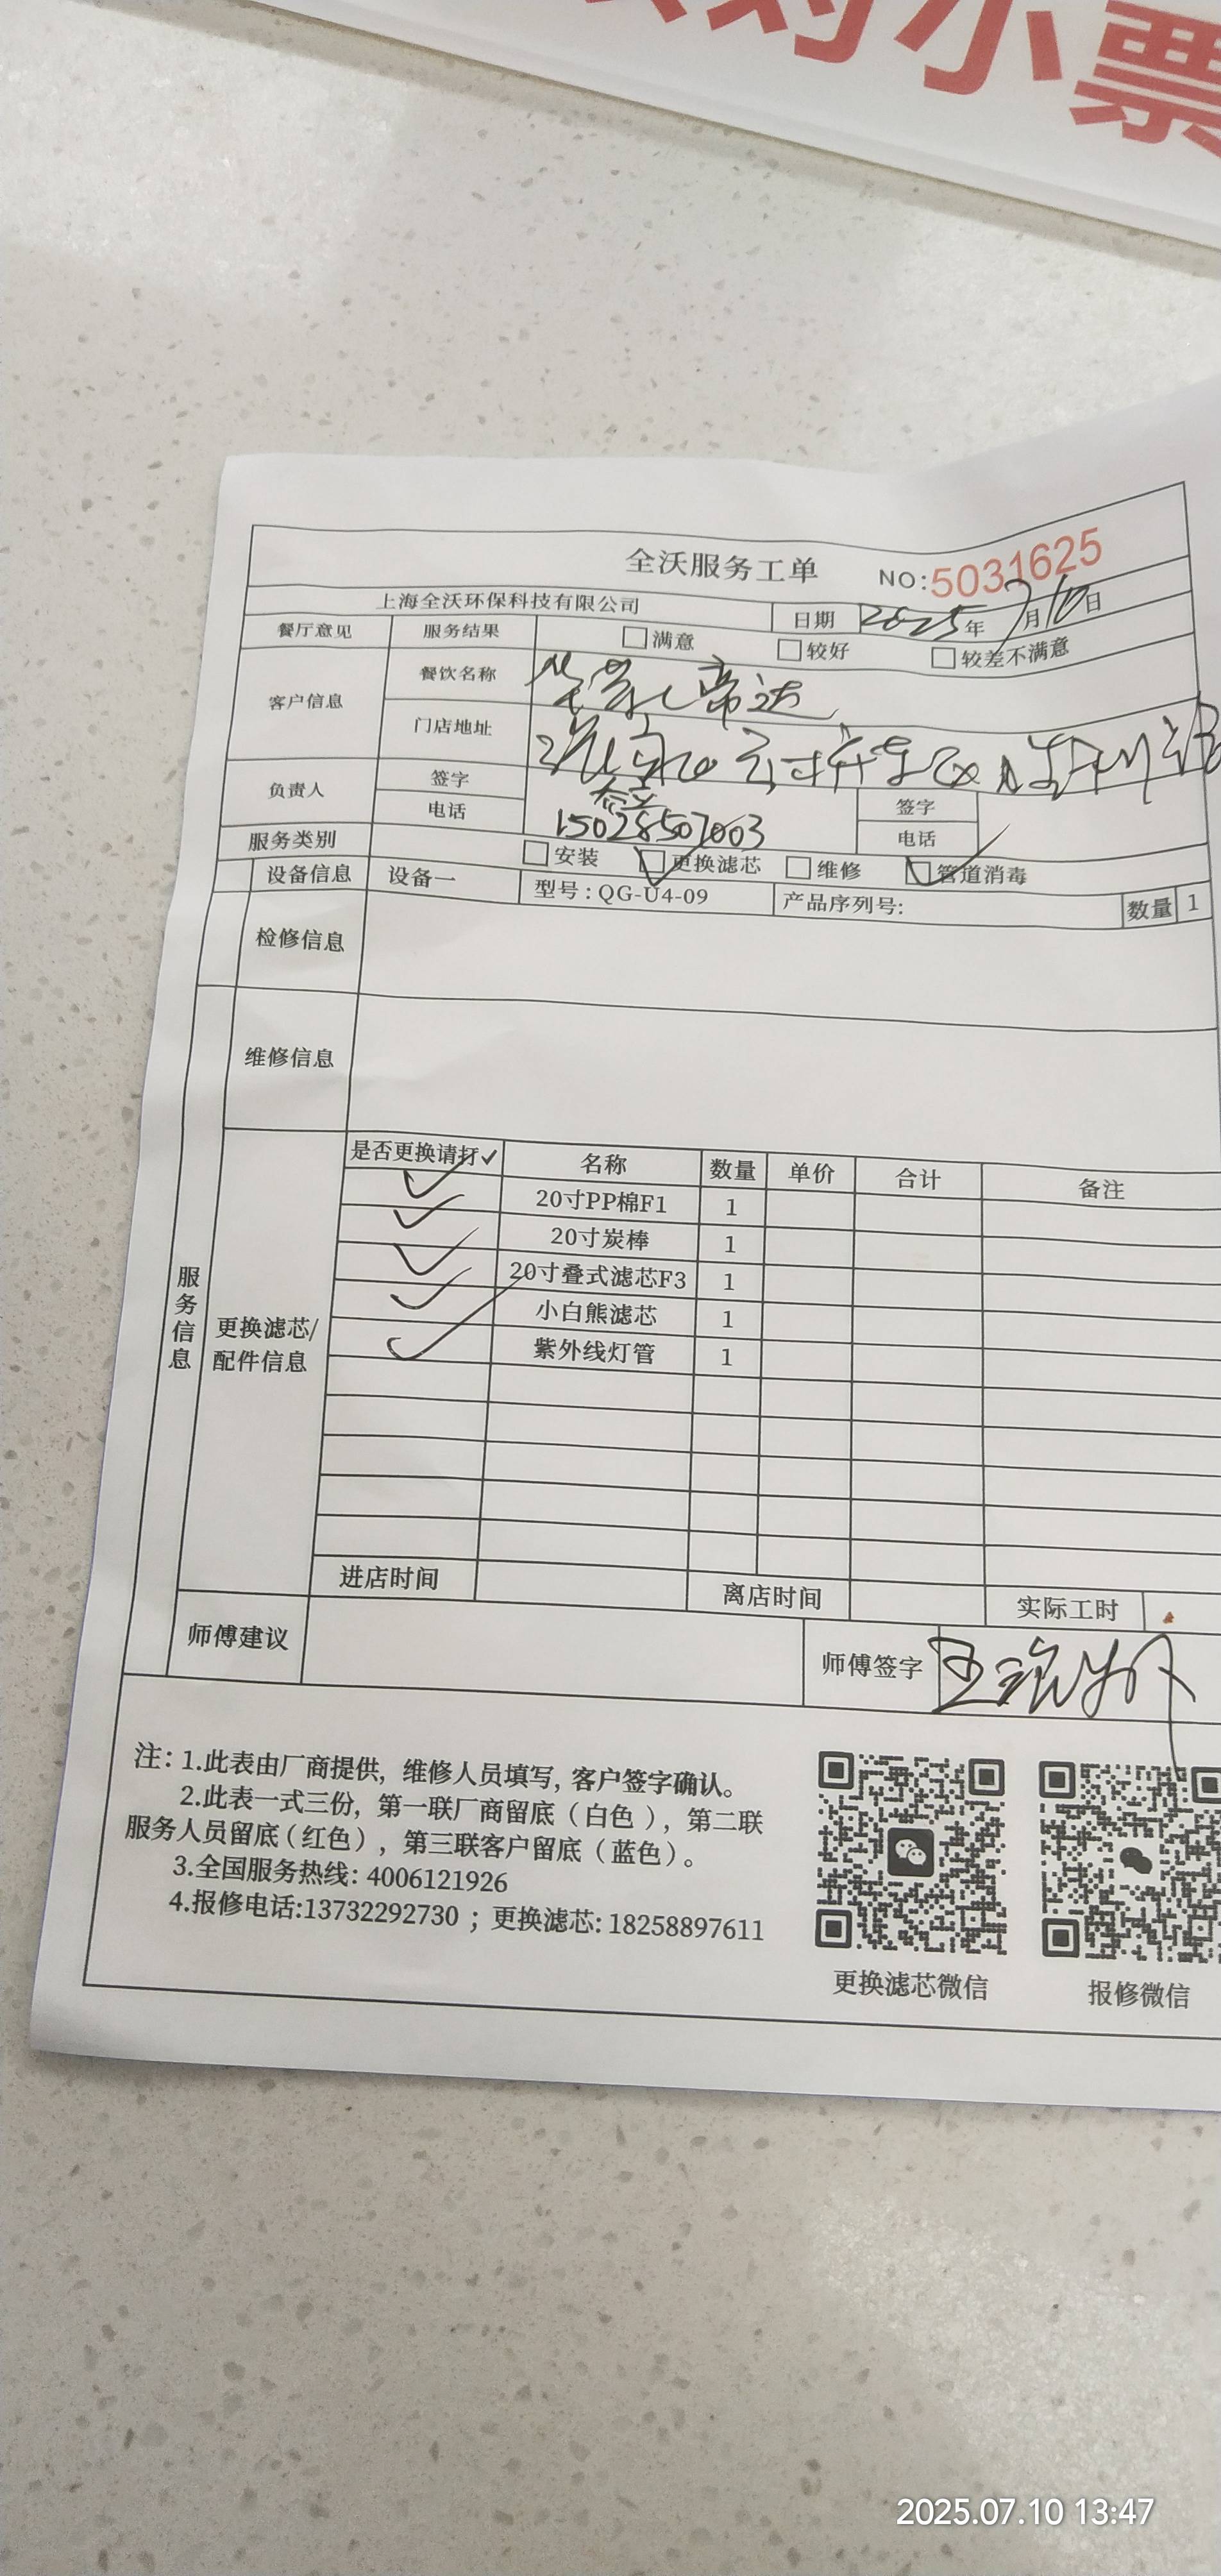 对小票
全沃服务工单 NO:5031625
上海全沃环保科技有限公司 日期 2025年7月10日
餐厅意见 服务结果 满意 较好 较差不满意
客户信息 餐饮名称
门店地址
负责人 签字 签字
电话 15028507003 电话
服务类别 安装 更换滤芯 维修 管道消毒
设备信息 设备一 型号:QG-U4-09 产品序列号: 数量 1
检修信息
维修信息
服务信息
更换滤芯/配件信息
是否更换请打✓ 名称 数量 单价 合计 备注
✓ 20寸PP棉F1 1
✓ 20寸炭棒 1
✓ 20寸叠式滤芯F3 1
✓ 小白熊滤芯 1
✓ 紫外线灯管 1
进店时间 离店时间 实际工时
师傅建议 师傅签字
注:1.此表由厂商提供,维修人员填写,客户签字确认。
2.此表一式三份,第一联厂商留底(白色),第二联
服务人员留底(红色),第三联客户留底(蓝色)。
3.全国服务热线:4006121926
4.报修电话:13732292730;更换滤芯:18258897611
更换滤芯微信 报修微信
2025.07.10 13:47